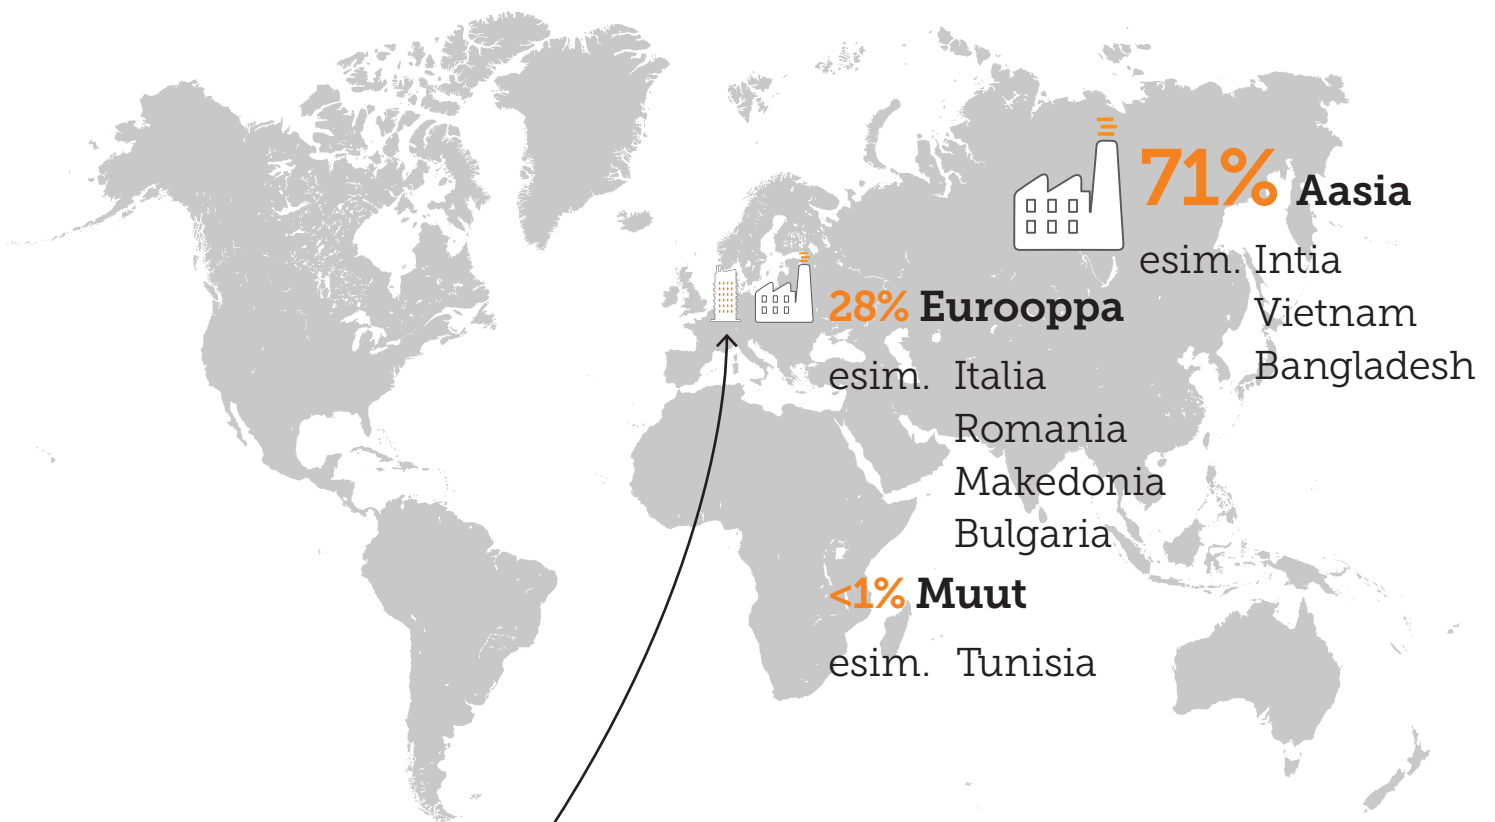 71% Aasia
esim. Intia
Vietnam
Bangladesh
28% Eurooppa
esim. Italia
Romania
Makedonia
Bulgaria
<1% Muut
esim. Tunisia